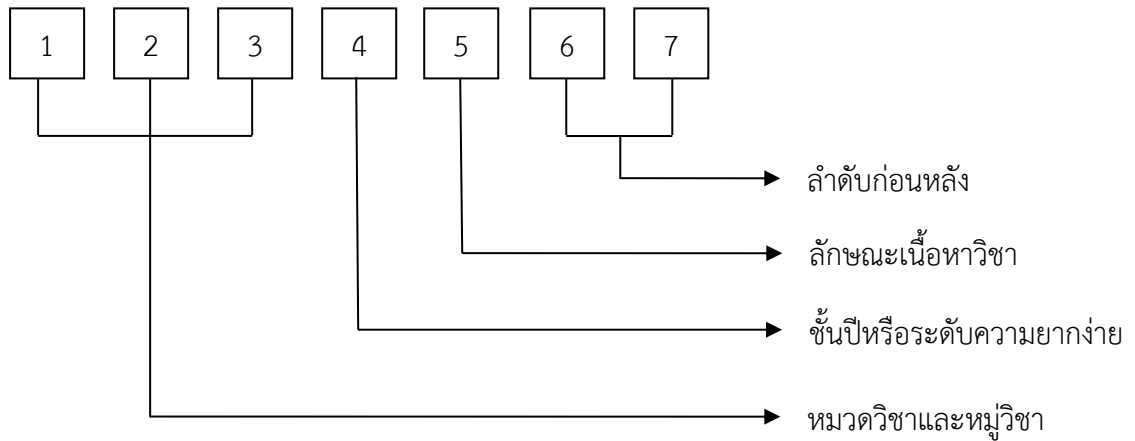 1 2 3 4 5 6 7
ลำดับก่อนหลัง
ลักษณะเนื้อหาวิชา
ชั้นปีหรือระดับความยากง่าย
หมวดวิชาและหมู่วิชา